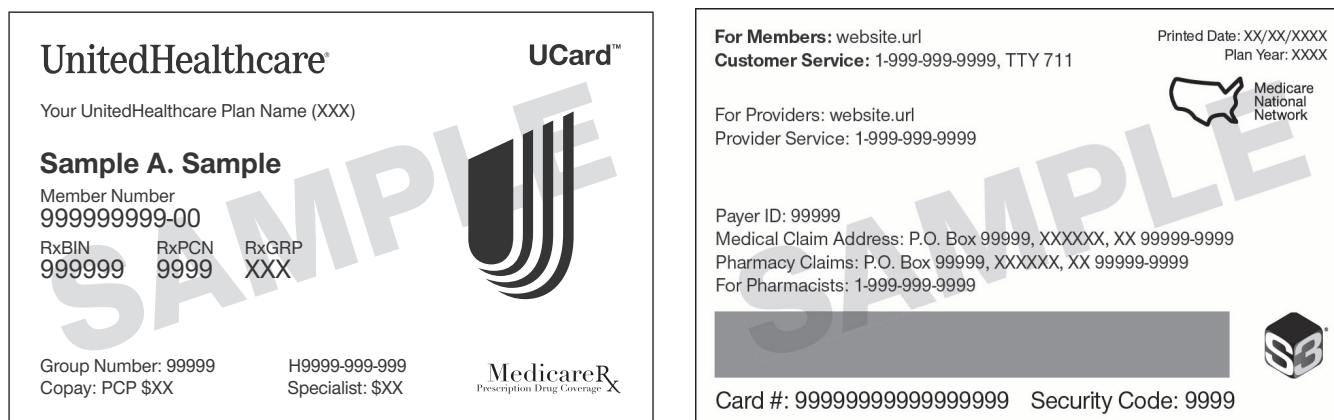 UnitedHealthcare®
UCard™
Your UnitedHealthcare Plan Name (XXX)
Sample A. Sample
Member Number
999999999-00
RxBIN RxPCN RxGRP
999999 9999 XXX
Group Number: 99999 H9999-999-999
Copay: PCP $XX Specialist: $XX
MedicareRx
Prescription Drug Coverage
SAMPLE
For Members: website.url
Customer Service: 1-999-999-9999, TTY 711
Printed Date: XX/XX/XXXX
Plan Year: XXXX
Medicare
National
Network
For Providers: website.url
Provider Service: 1-999-999-9999
Payer ID: 99999
Medical Claim Address: P.O. Box 99999, XXXXXX, XX 99999-9999
Pharmacy Claims: P.O. Box 99999, XXXXXX, XX 99999-9999
For Pharmacists: 1-999-999-9999
S3®
Card #: 99999999999999999 Security Code: 9999
SAMPLE